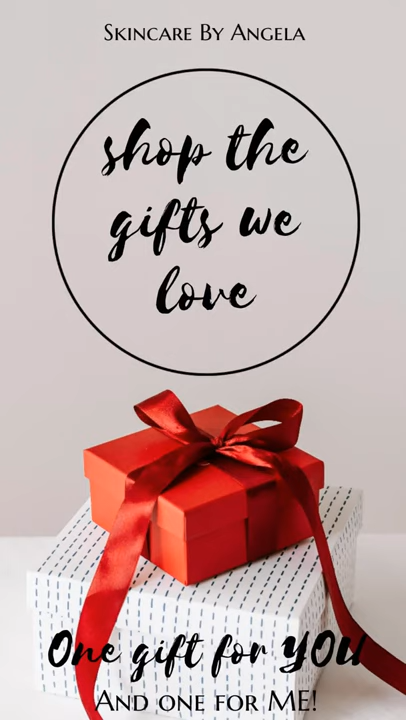 Skincare By Angela
shop the
gifts we
love
One gift for YOU
And one for ME!